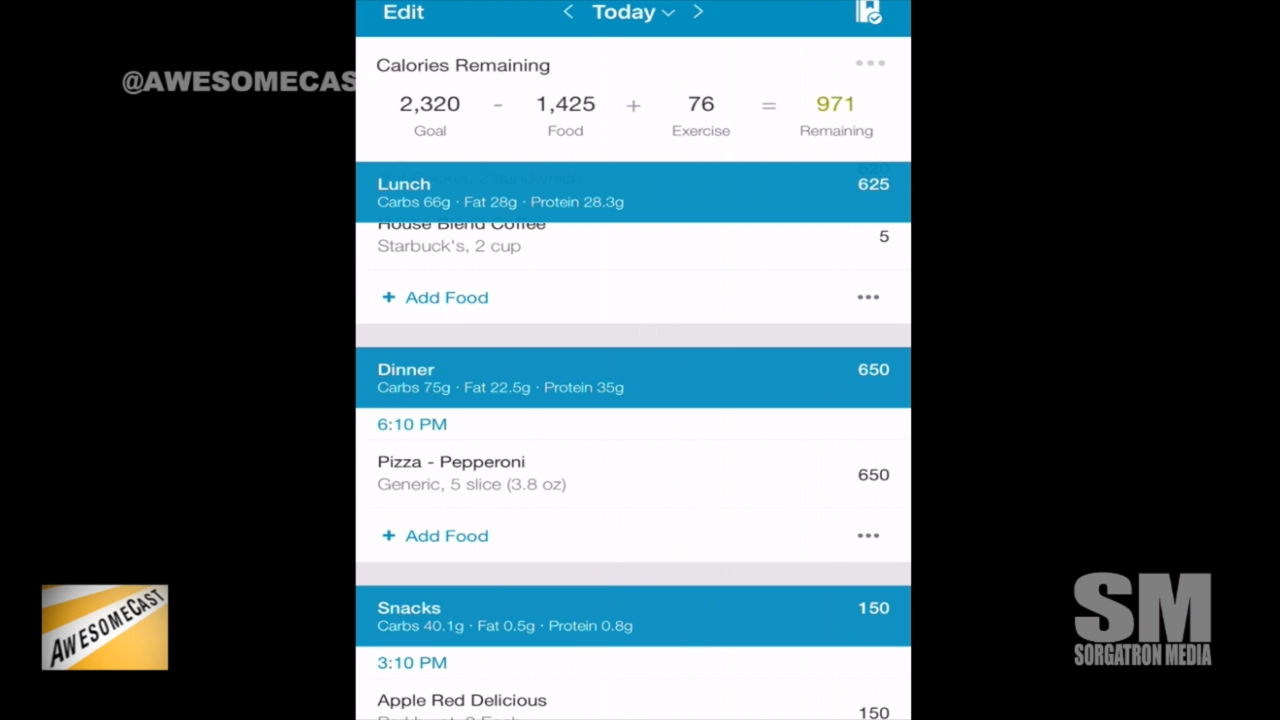 Edit
Today
@AWESOMECAS
Calories Remaining
2,320 - 1,425 + 76 = 971
Goal Food Exercise Remaining
Lunch 625
Carbs 66g · Fat 28g · Protein 28.3g
House Blend Coffee 5
Starbuck's, 2 cup
+ Add Food
Dinner 650
Carbs 75g · Fat 22.5g · Protein 35g
6:10 PM
Pizza - Pepperoni 650
Generic, 5 slice (3.8 oz)
+ Add Food
Snacks 150
Carbs 40.1g · Fat 0.5g · Protein 0.8g
3:10 PM
Apple Red Delicious 150
AWESOMECAST
SM
SORGATRON MEDIA